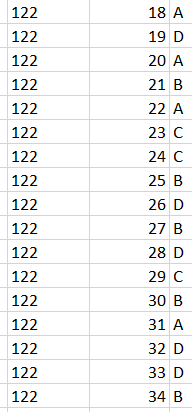 122 18 A
122 19 D
122 20 A
122 21 B
122 22 A
122 23 C
122 24 C
122 25 B
122 26 D
122 27 B
122 28 D
122 29 C
122 30 B
122 31 A
122 32 D
122 33 D
122 34 B